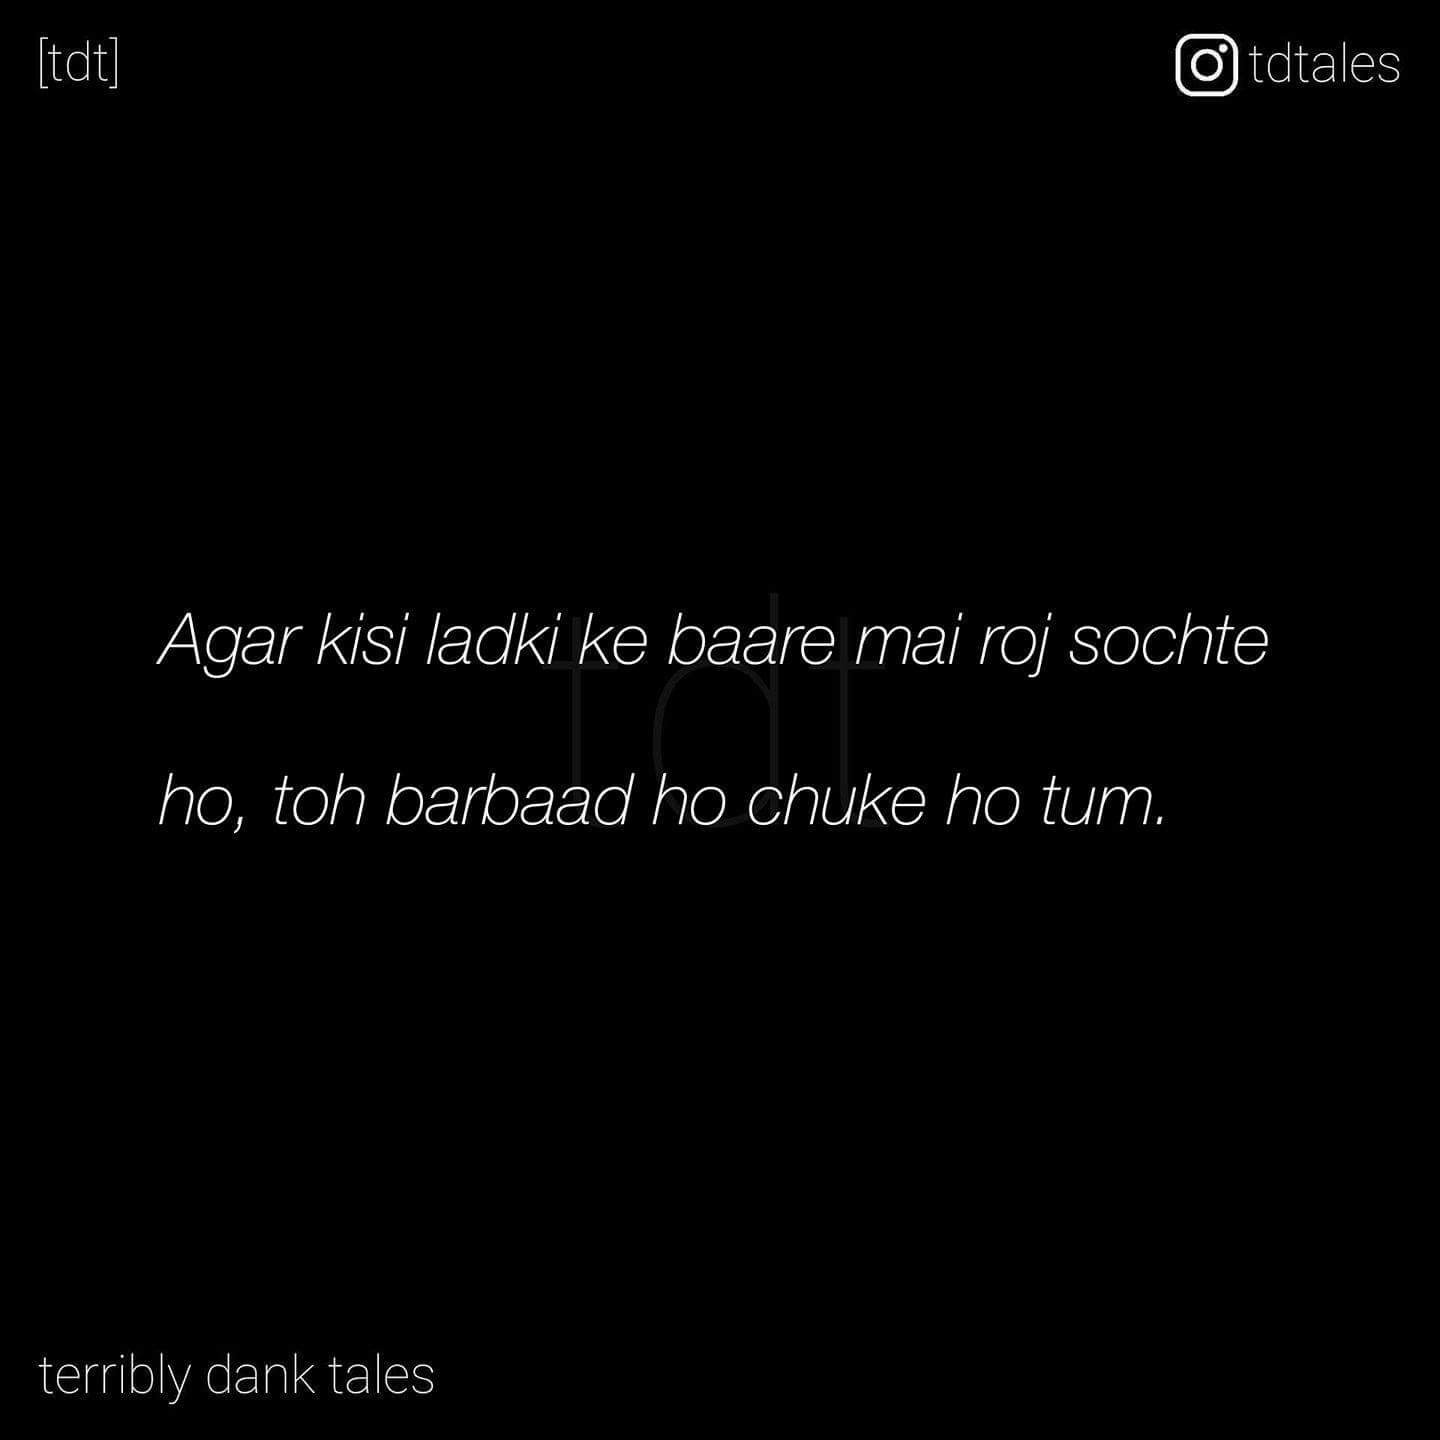 [tdt]
tdtales
Agar kisi ladki ke baare mai roj sochte
ho, toh barbaad ho chuke ho tum.
tdt
terribly dank tales